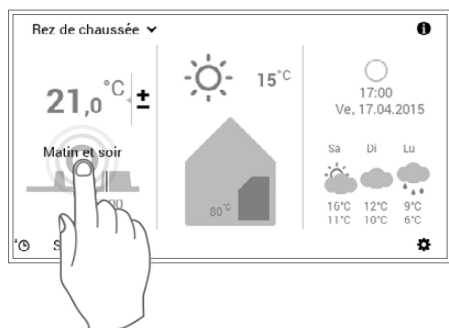 Rez de chaussée
21,0 °C ±
Matin et soir
15 °C
80 °C
17:00
Ve, 17.04.2015
Sa Di Lu
16°C 12°C 9°C
11°C 10°C 6°C